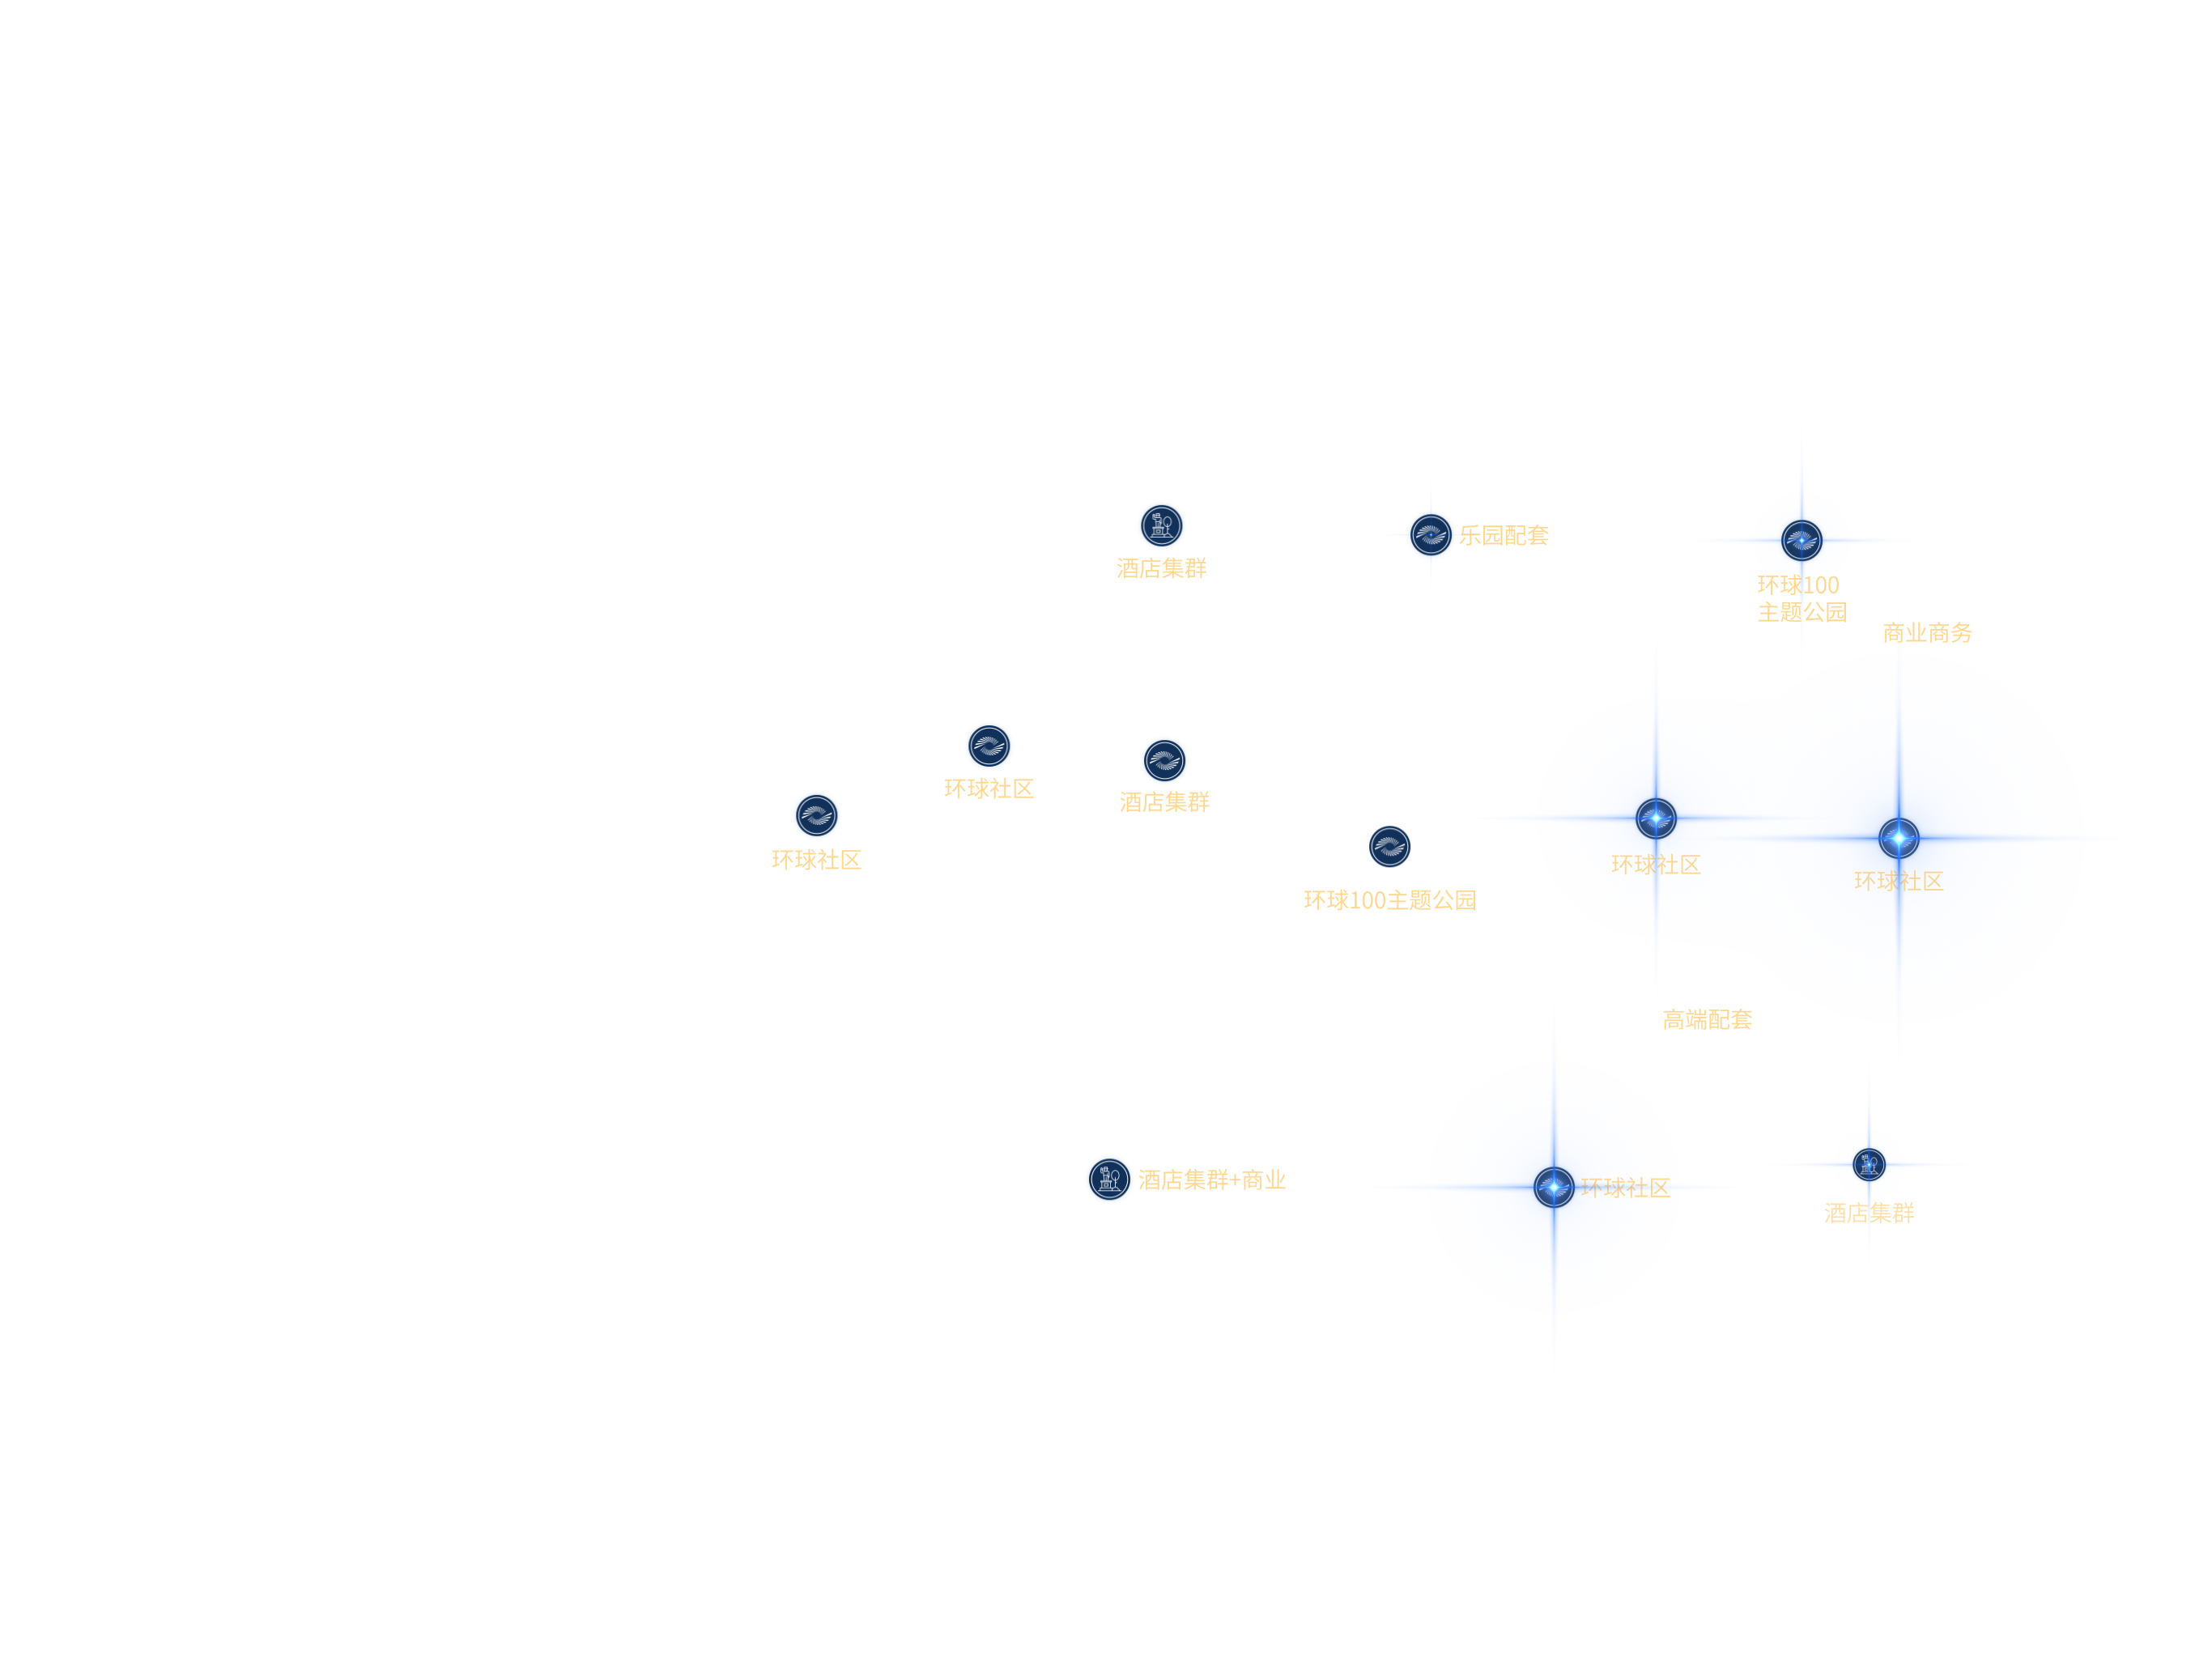 酒店集群
乐园配套
环球100
主题公园
商业商务
环球社区
酒店集群
环球社区
环球社区
环球社区
环球100主题公园
高端配套
酒店集群+商业
环球社区
酒店集群